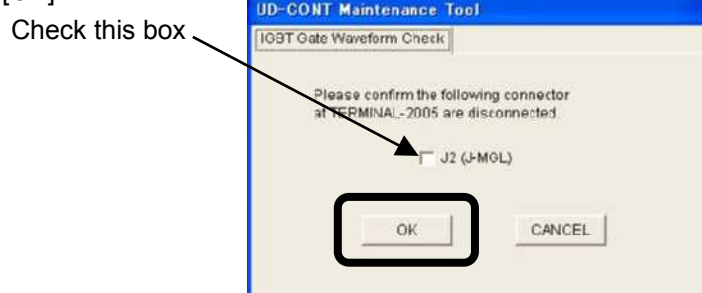 Check this box
UD-CONT Maintenance Tool
IGBT Gate Waveform Check
Please confirm the following connector
at TERMINAL-2005 are disconnected.
J2 (J-MGL)
OK
CANCEL